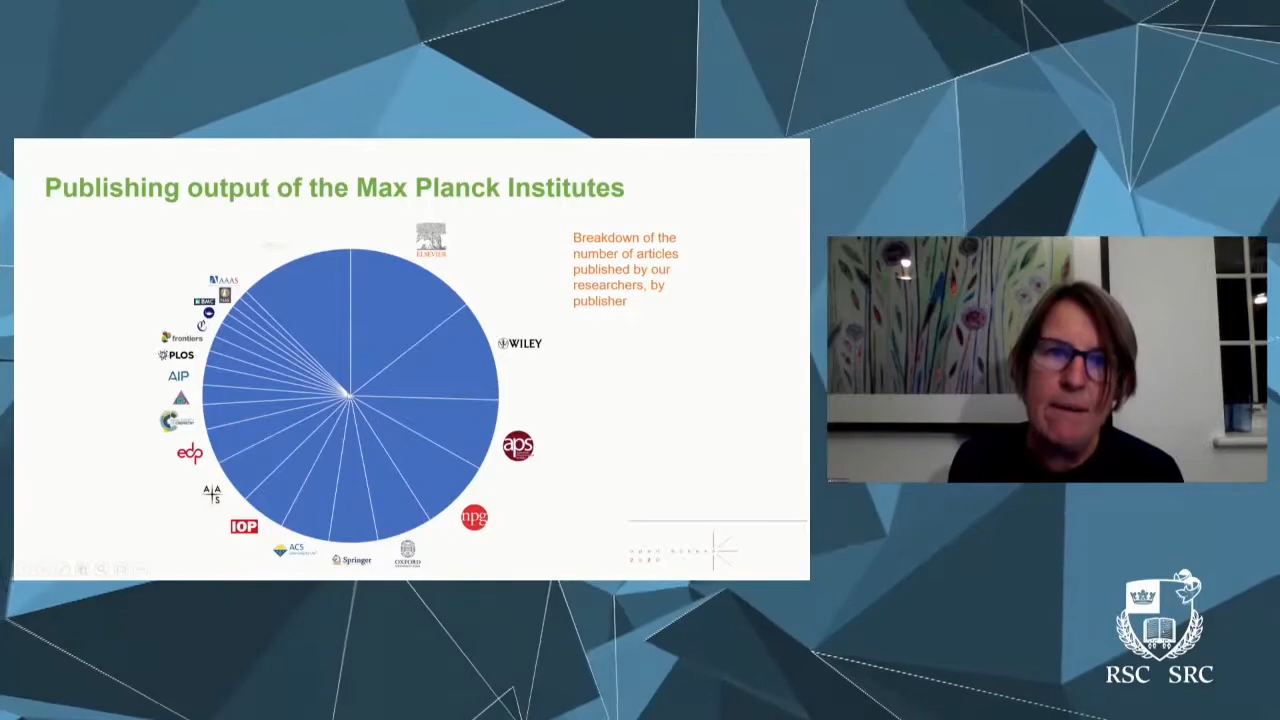 Publishing output of the Max Planck Institutes
Breakdown of the
number of articles
published by our
researchers, by
publisher
ELSEVIER
WILEY
aps
npg
OXFORD
Springer
ACS
IOP
A A
S
edp
AIP
PLOS
frontiers
BMC
AAAS
RSC SRC